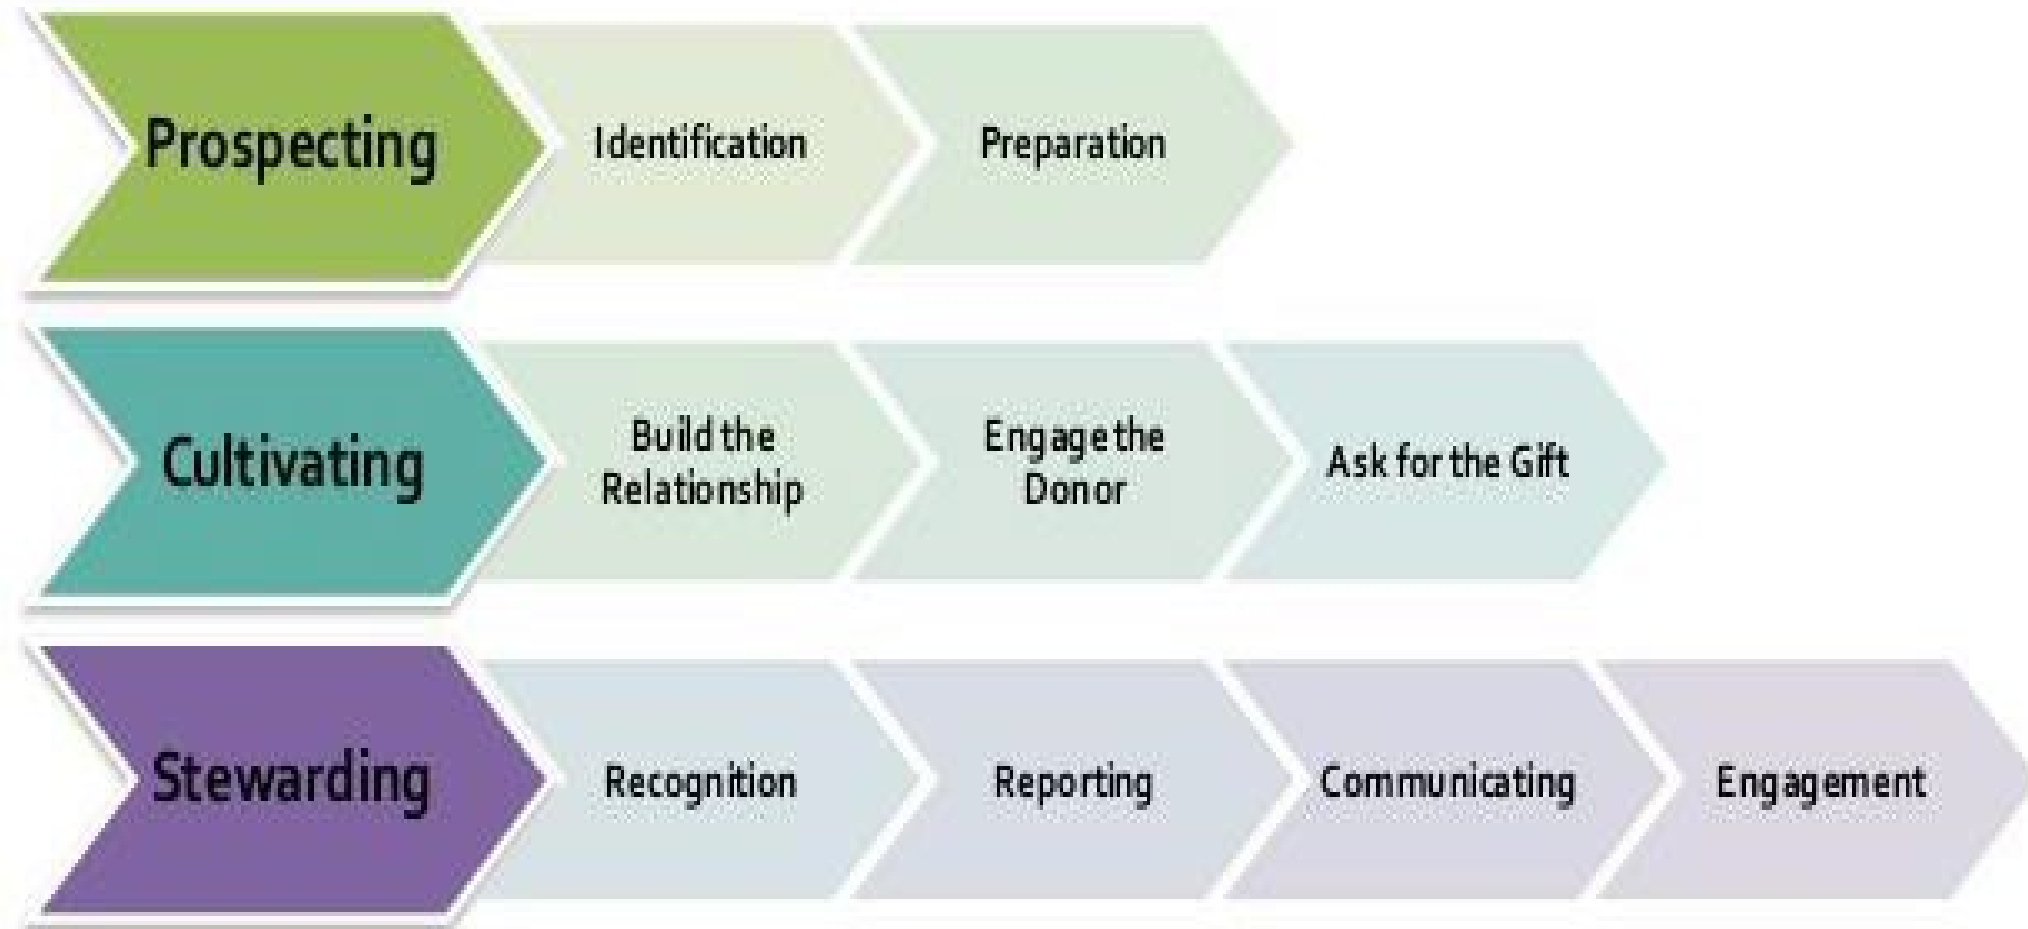 Prospecting
Identification
Preparation
Cultivating
Build the
Relationship
Engage the
Donor
Ask for the Gift
Stewarding
Recognition
Reporting
Communicating
Engagement